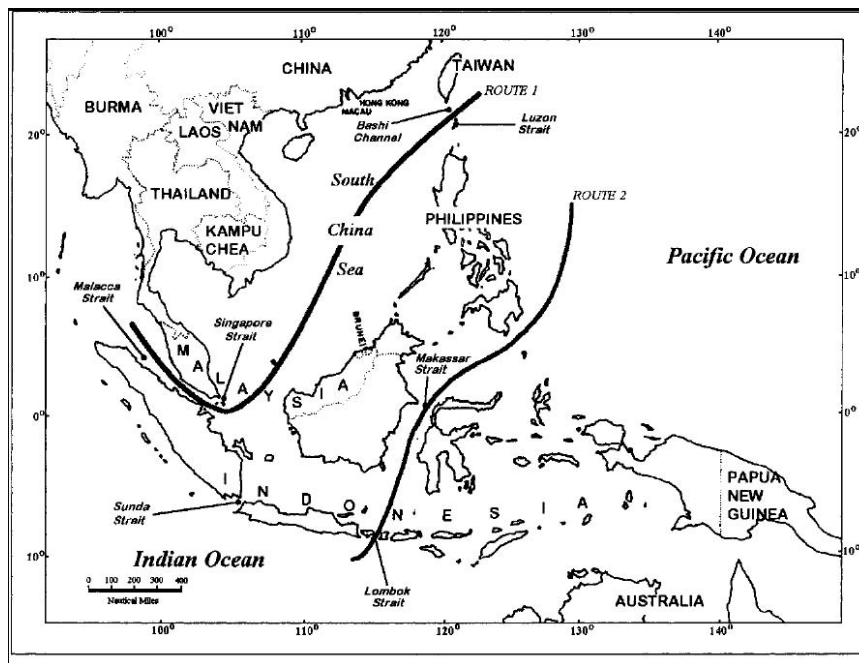 100° 110° 120° 130° 140°
CHINA
TAIWAN
ROUTE 1
BURMA
VIET
NAM
LAOS
HONG KONG
MACAU
Bashi
Channel
Luzon
Strait
20° 20°
THAILAND
South
China
Sea
KAMPU
CHEA
PHILIPPINES
ROUTE 2
Pacific Ocean
10° 10°
Malacca
Strait
Singapore
Strait
BRUNEI
Makassar
Strait
M A L A Y S I A
0° 0°
I N D O N E S I A
PAPUA
NEW
GUINEA
Sunda
Strait
10° 10°
Indian Ocean
0 100 200 400
Nautical Miles
Lombok
Strait
AUSTRALIA
100° 110° 120° 130° 140°